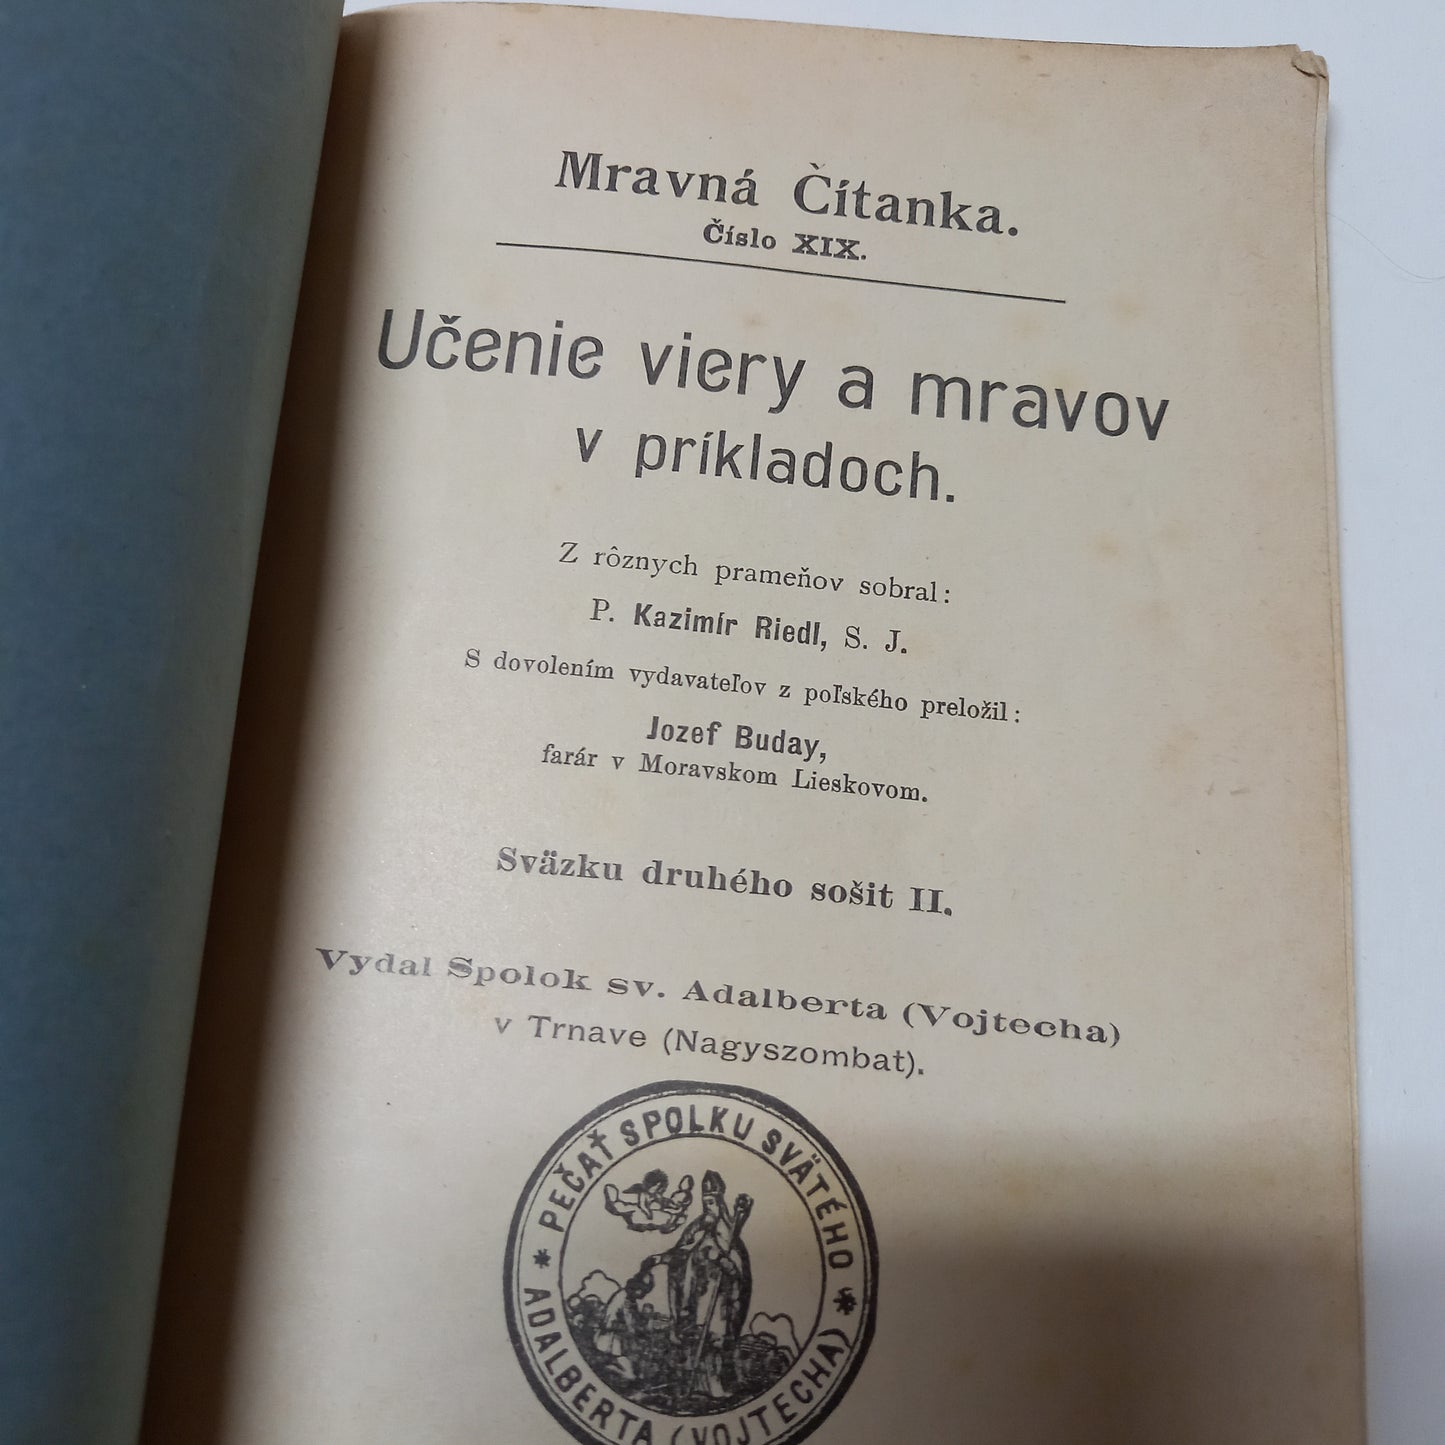 Mravná Čítanka.
Číslo XIX.
Učenie viery a mravov
v príkladoch.
Z rôznych prameňov sobral:
P. Kazimír Riedl, S. J.
S dovolením vydavateľov z poľského preložil:
Jozef Buday,
farár v Moravskom Lieskovom.
Sväzku druhého sošit II.
Vydal Spolok sv. Adalberta (Vojtecha)
v Trnave (Nagyszombat).
* PEČAŤ SPOLKU SVÄTÉHO *
ADALBERTA (VOJTECHA)